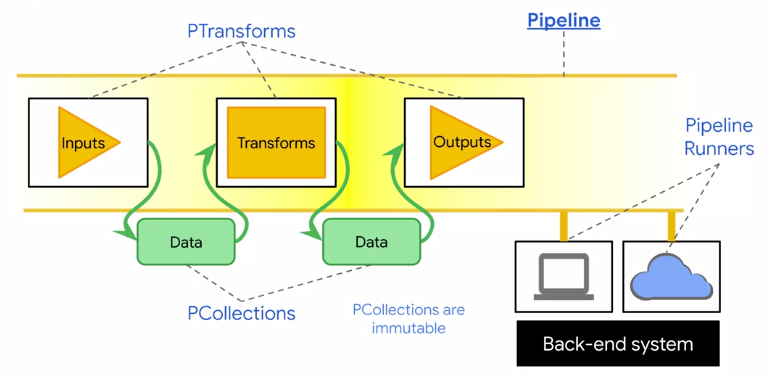 Pipeline
PTransforms
Pipeline
Runners
Inputs
Transforms
Outputs
Data
Data
PCollections
PCollections are
immutable
Back-end system